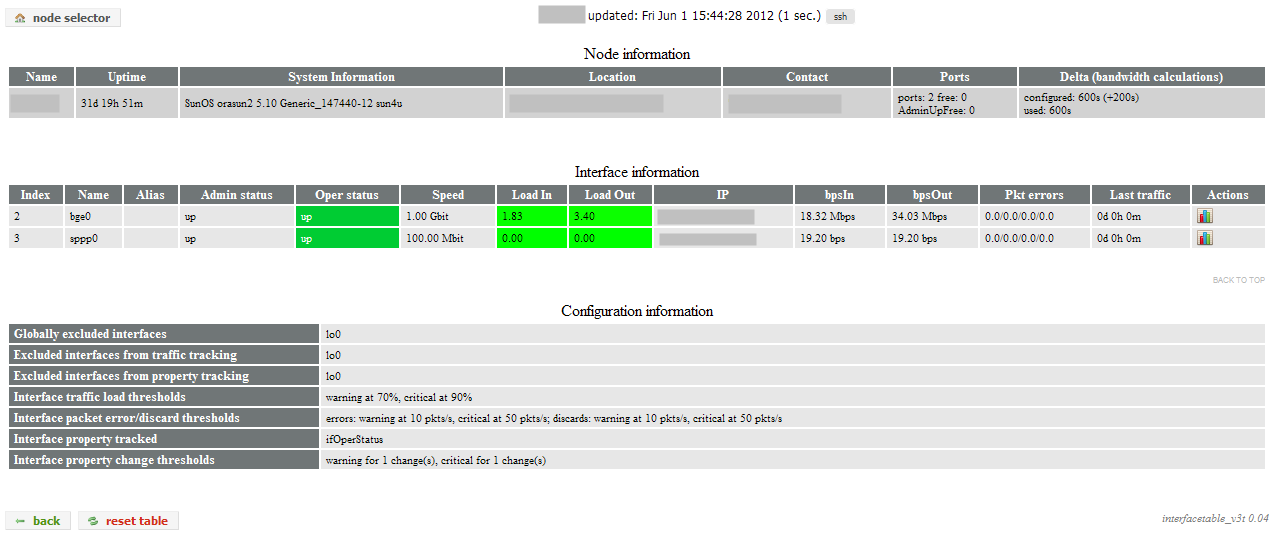 node selector
updated: Fri Jun 1 15:44:28 2012 (1 sec.) ssh
Node information
Name Uptime System Information Location Contact Ports Delta (bandwidth calculations)
31d 19h 51m SunOS orasun2 5.10 Generic_147440-12 sun4u ports: 2 free: 0 configured: 600s (+200s)
AdminUpFree: 0 used: 600s
Interface information
Index Name Alias Admin status Oper status Speed Load In Load Out IP bpsIn bpsOut Pkt errors Last traffic Actions
2 bge0 up up 1.00 Gbit 1.83 3.40 18.32 Mbps 34.03 Mbps 0.0/0.0/0.0/0.0 0d 0h 0m
3 sppp0 up up 100.00 Mbit 0.00 0.00 19.20 bps 19.20 bps 0.0/0.0/0.0/0.0 0d 0h 0m
BACK TO TOP
Configuration information
Globally excluded interfaces lo0
Excluded interfaces from traffic tracking lo0
Excluded interfaces from property tracking lo0
Interface traffic load thresholds warning at 70%, critical at 90%
Interface packet error/discard thresholds errors: warning at 10 pkts/s, critical at 50 pkts/s; discards: warning at 10 pkts/s, critical at 50 pkts/s
Interface property tracked ifOperStatus
Interface property change thresholds warning for 1 change(s), critical for 1 change(s)
back reset table interfacetable_v3t 0.04